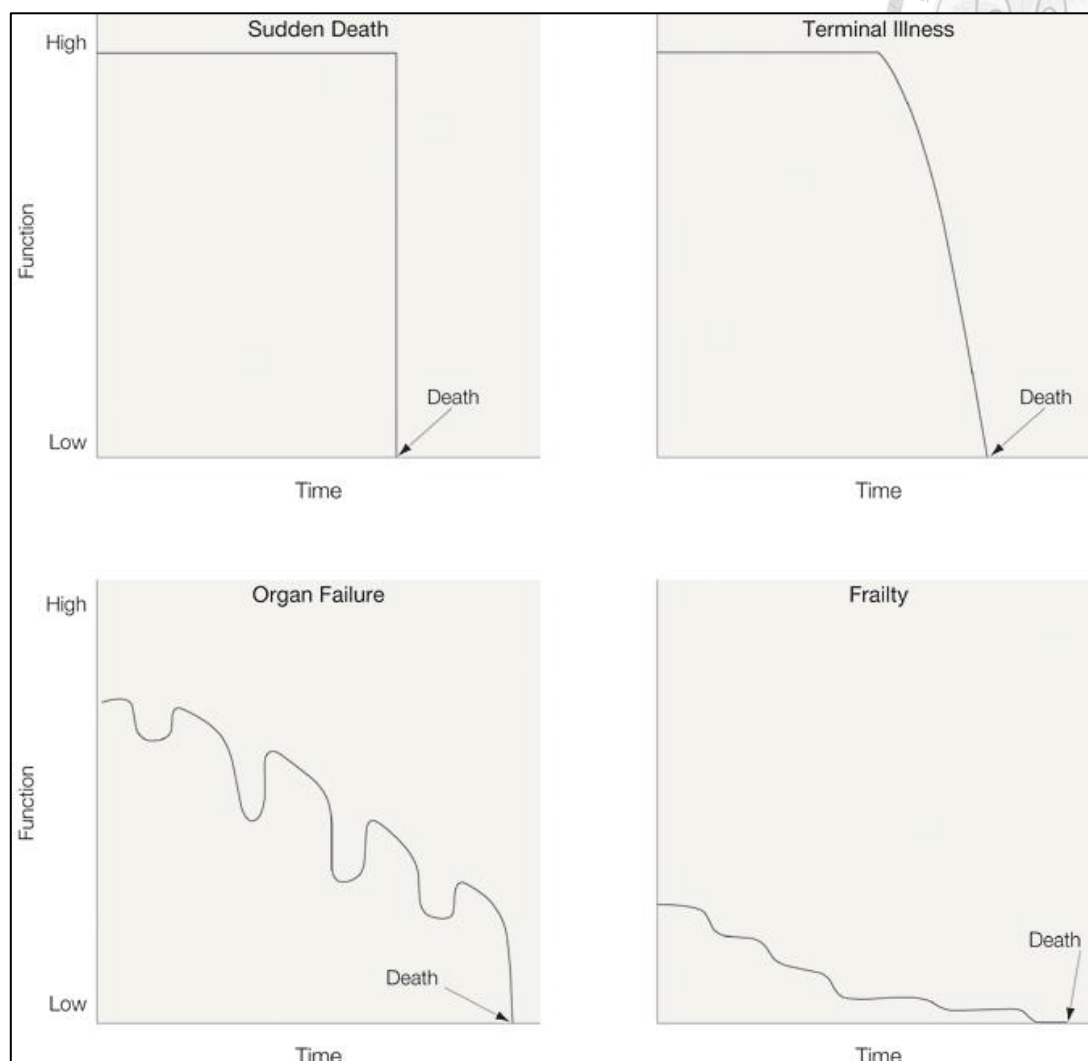 Sudden Death
High
Function
Low
Death
Time
Terminal Illness
Death
Time
Organ Failure
High
Function
Low
Death
Time
Frailty
Death
Time